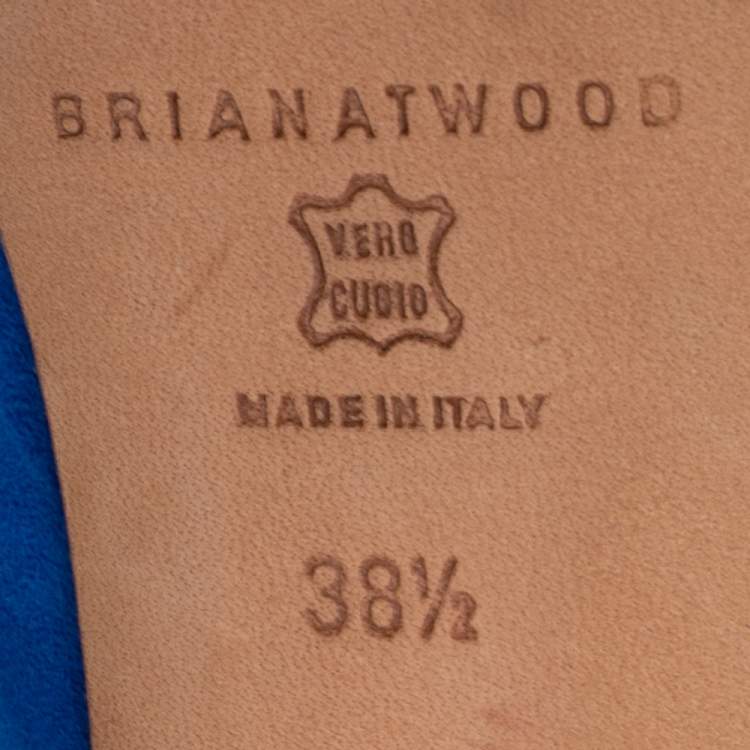 BRIANATWOOD
VERO
CUOIO
MADE IN ITALY
38½